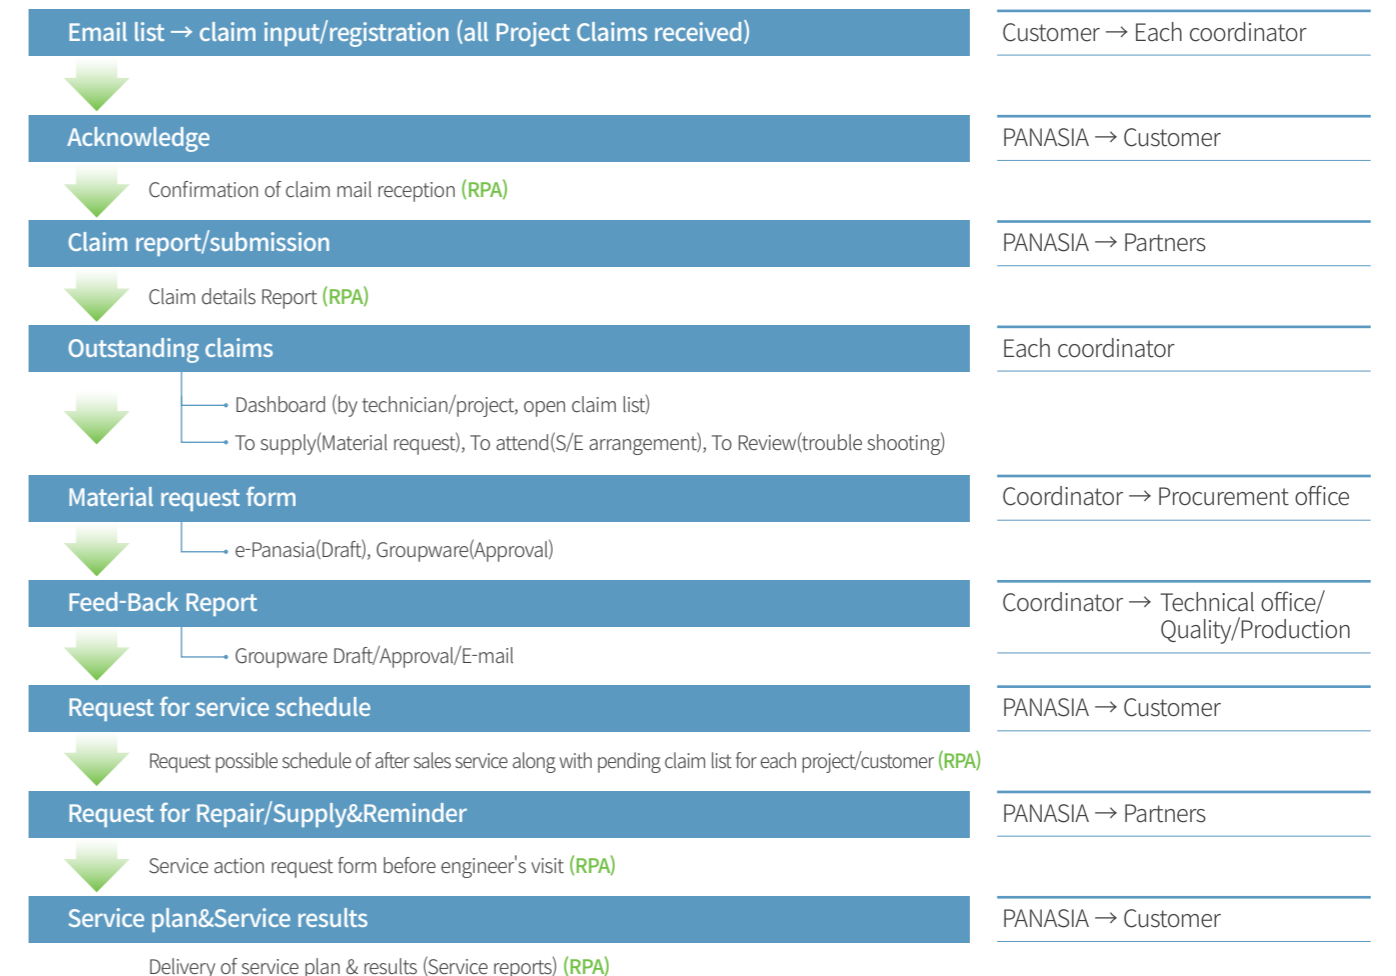 Email list → claim input/registration (all Project Claims received)
Customer → Each coordinator
Acknowledge
PANASIA → Customer
Confirmation of claim mail reception (RPA)
Claim report/submission
PANASIA → Partners
Claim details Report (RPA)
Outstanding claims
Each coordinator
Dashboard (by technician/project, open claim list)
To supply(Material request), To attend(S/E arrangement), To Review(trouble shooting)
Material request form
Coordinator → Procurement office
e-Panasia(Draft), Groupware(Approval)
Feed-Back Report
Coordinator → Technical office/
Quality/Production
Groupware Draft/Approval/E-mail
Request for service schedule
PANASIA → Customer
Request possible schedule of after sales service along with pending claim list for each project/customer (RPA)
Request for Repair/Supply&Reminder
PANASIA → Partners
Service action request form before engineer's visit (RPA)
Service plan&Service results
PANASIA → Customer
Delivery of service plan & results (Service reports) (RPA)